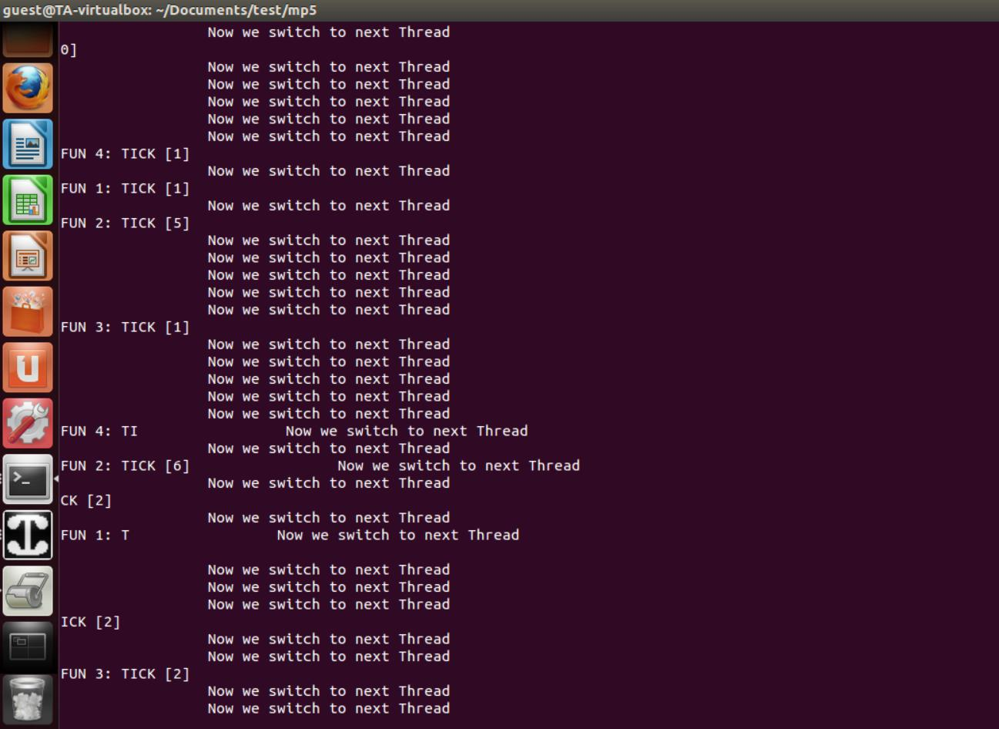 guest@TA-virtualbox: ~/Documents/test/mp5
Now we switch to next Thread
0]
Now we switch to next Thread
Now we switch to next Thread
Now we switch to next Thread
Now we switch to next Thread
Now we switch to next Thread
FUN 4: TICK [1]
Now we switch to next Thread
FUN 1: TICK [1]
Now we switch to next Thread
FUN 2: TICK [5]
Now we switch to next Thread
Now we switch to next Thread
Now we switch to next Thread
Now we switch to next Thread
Now we switch to next Thread
FUN 3: TICK [1]
Now we switch to next Thread
Now we switch to next Thread
Now we switch to next Thread
Now we switch to next Thread
Now we switch to next Thread
FUN 4: TI Now we switch to next Thread
Now we switch to next Thread
FUN 2: TICK [6] Now we switch to next Thread
Now we switch to next Thread
CK [2]
Now we switch to next Thread
FUN 1: T Now we switch to next Thread
Now we switch to next Thread
Now we switch to next Thread
Now we switch to next Thread
ICK [2]
Now we switch to next Thread
Now we switch to next Thread
FUN 3: TICK [2]
Now we switch to next Thread
Now we switch to next Thread